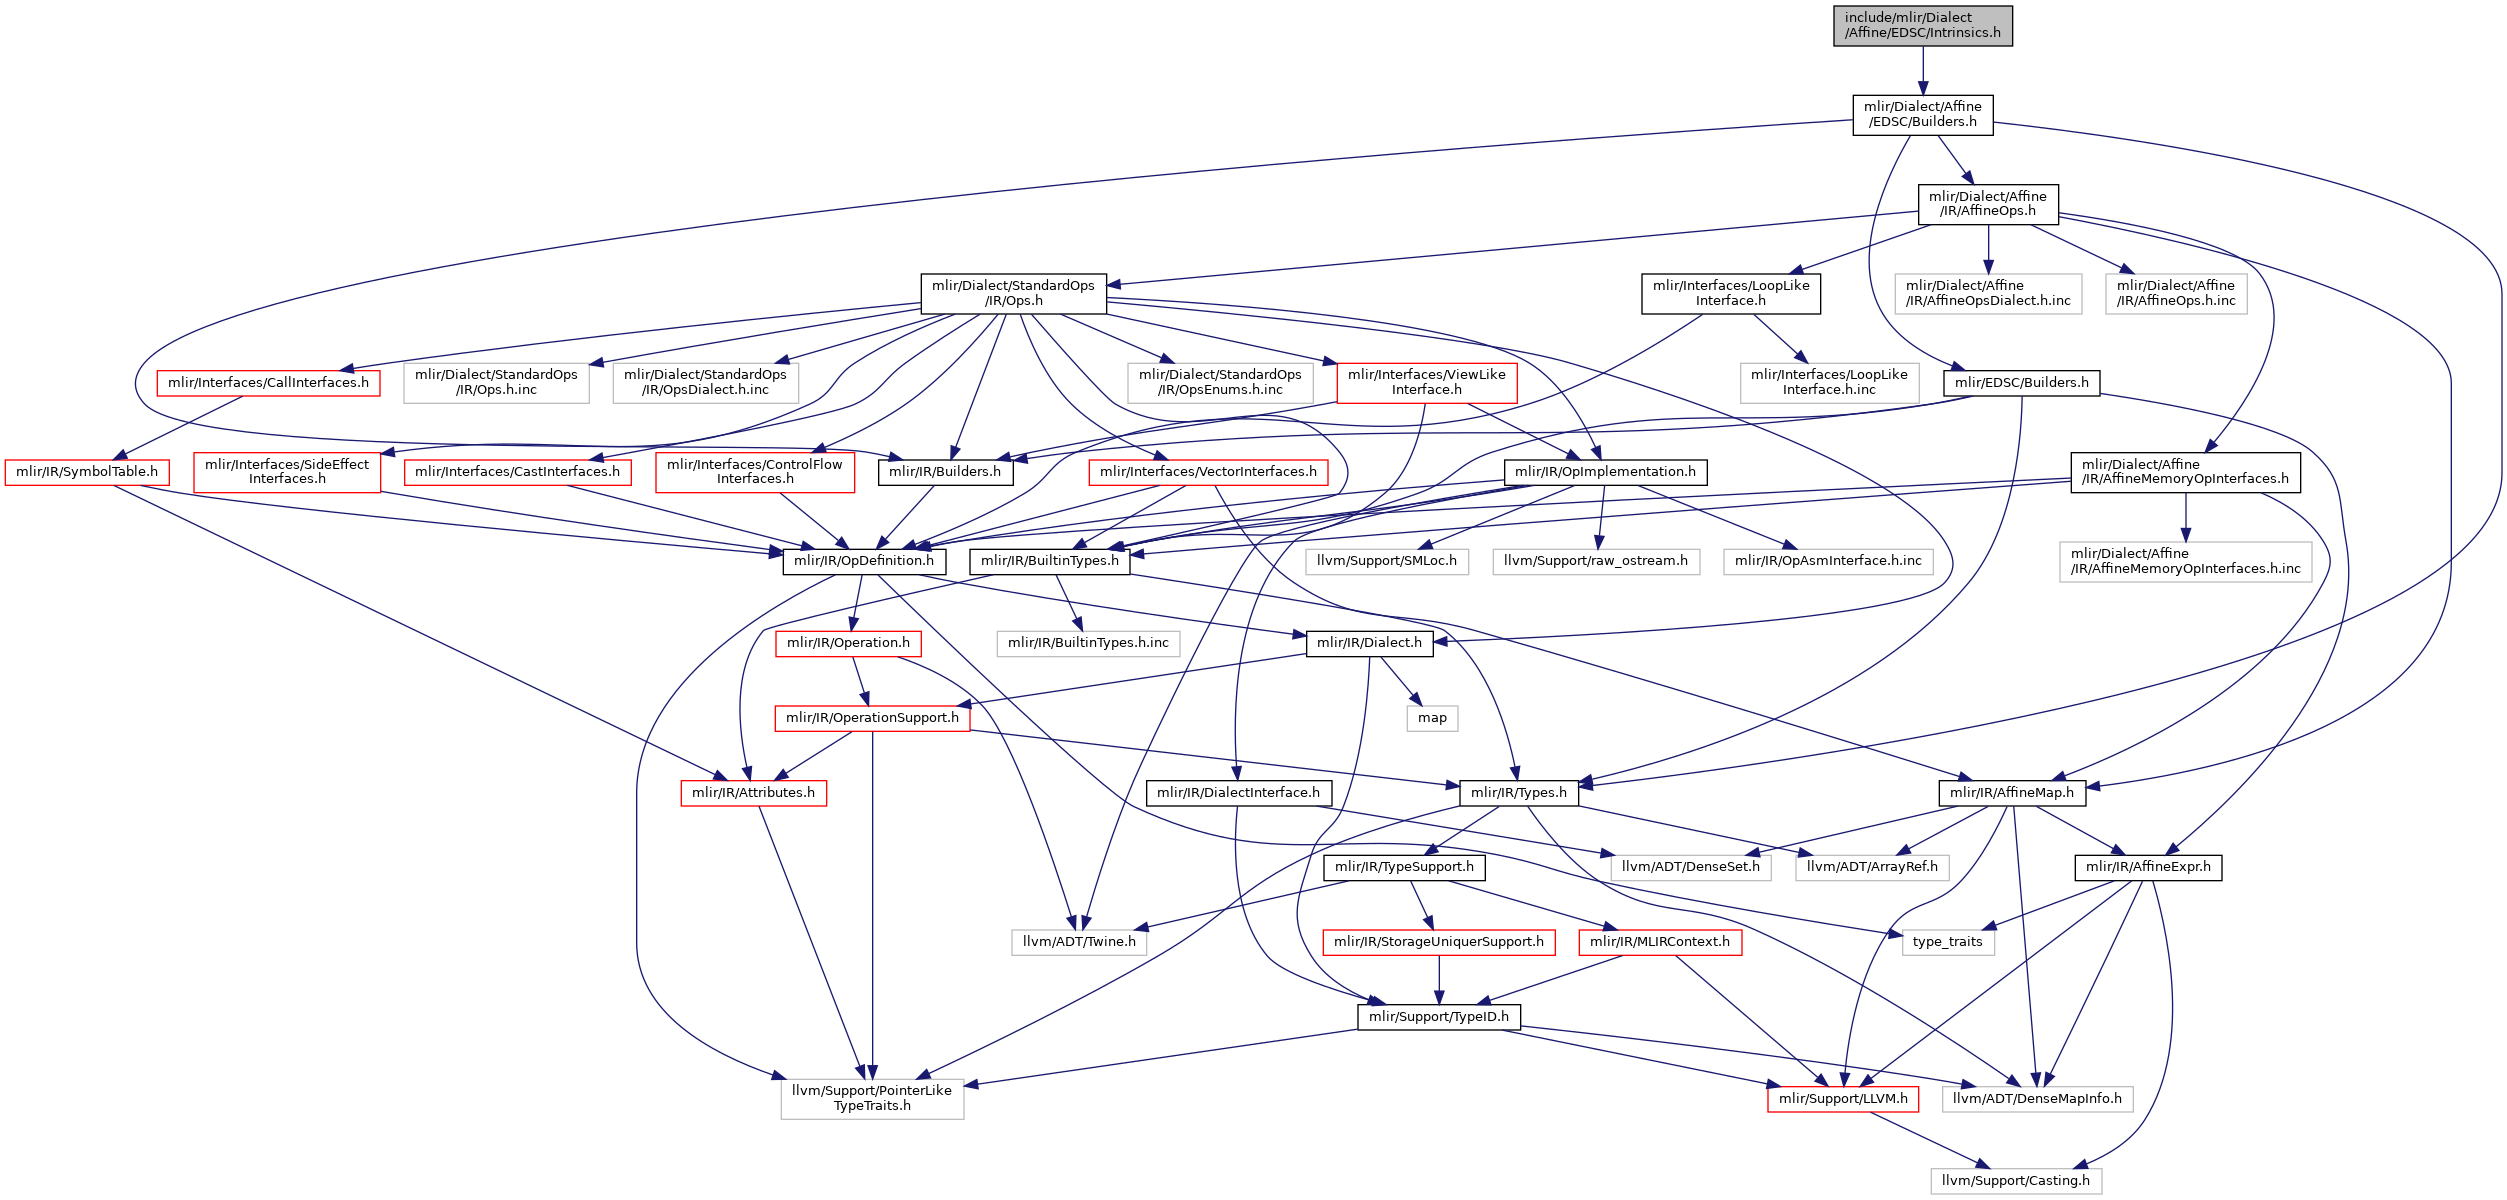 include/mlir/Dialect
/Affine/EDSC/Intrinsics.h
mlir/Dialect/Affine
/EDSC/Builders.h
mlir/Dialect/Affine
/IR/AffineOps.h
mlir/Dialect/StandardOps
/IR/Ops.h
mlir/Interfaces/LoopLike
Interface.h
mlir/Dialect/Affine
/IR/AffineOpsDialect.h.inc
mlir/Dialect/Affine
/IR/AffineOps.h.inc
mlir/Interfaces/CallInterfaces.h
mlir/Dialect/StandardOps
/IR/Ops.h.inc
mlir/Dialect/StandardOps
/IR/OpsDialect.h.inc
mlir/Dialect/StandardOps
/IR/OpsEnums.h.inc
mlir/Interfaces/ViewLike
Interface.h
mlir/Interfaces/LoopLike
Interface.h.inc
mlir/EDSC/Builders.h
mlir/IR/SymbolTable.h
mlir/Interfaces/SideEffect
Interfaces.h
mlir/Interfaces/CastInterfaces.h
mlir/Interfaces/ControlFlow
Interfaces.h
mlir/IR/Builders.h
mlir/Interfaces/VectorInterfaces.h
mlir/IR/OpImplementation.h
mlir/Dialect/Affine
/IR/AffineMemoryOpInterfaces.h
mlir/IR/OpDefinition.h
mlir/IR/BuiltinTypes.h
llvm/Support/SMLoc.h
llvm/Support/raw_ostream.h
mlir/IR/OpAsmInterface.h.inc
mlir/Dialect/Affine
/IR/AffineMemoryOpInterfaces.h.inc
mlir/IR/Operation.h
mlir/IR/BuiltinTypes.h.inc
mlir/IR/Dialect.h
mlir/IR/OperationSupport.h
map
mlir/IR/Attributes.h
mlir/IR/DialectInterface.h
mlir/IR/Types.h
mlir/IR/AffineMap.h
mlir/IR/TypeSupport.h
llvm/ADT/DenseSet.h
llvm/ADT/ArrayRef.h
mlir/IR/AffineExpr.h
llvm/ADT/Twine.h
mlir/IR/StorageUniquerSupport.h
mlir/IR/MLIRContext.h
type_traits
mlir/Support/TypeID.h
llvm/Support/PointerLike
TypeTraits.h
mlir/Support/LLVM.h
llvm/ADT/DenseMapInfo.h
llvm/Support/Casting.h